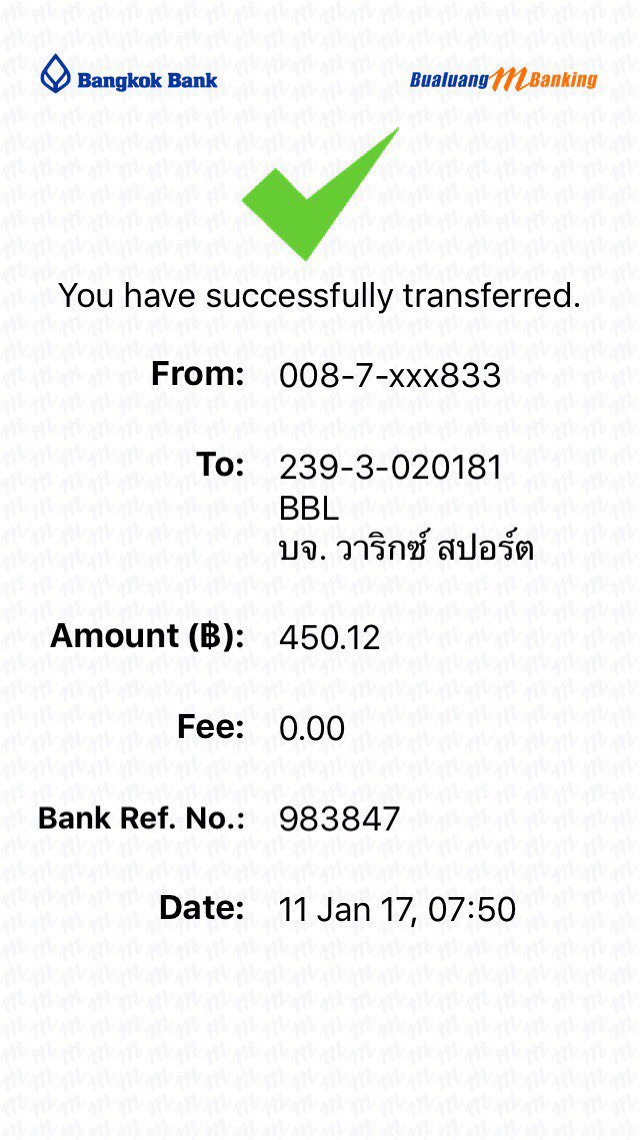 Bangkok Bank
Bualuang mBanking
You have successfully transferred.
From: 008-7-xxx833
To: 239-3-020181
BBL
บจ. วาริกซ์ สปอร์ต
Amount (฿): 450.12
Fee: 0.00
Bank Ref. No.: 983847
Date: 11 Jan 17, 07:50